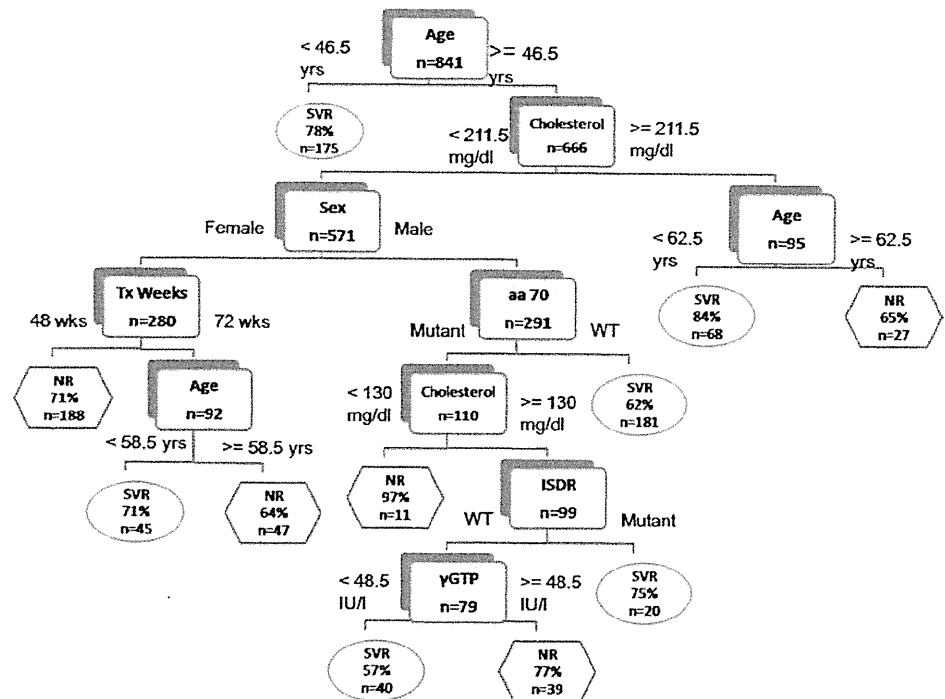 Age
n=841
< 46.5
yrs
>= 46.5
yrs
SVR
78%
n=175
Cholesterol
n=666
< 211.5
mg/dl
>= 211.5
mg/dl
Sex
n=571
Female
Male
Age
n=95
< 62.5
yrs
>= 62.5
yrs
SVR
84%
n=68
NR
65%
n=27
Tx Weeks
n=280
48 wks
72 wks
aa 70
n=291
Mutant
WT
NR
71%
n=188
Age
n=92
< 58.5 yrs
>= 58.5 yrs
Cholesterol
n=110
< 130
mg/dl
>= 130
mg/dl
SVR
62%
n=181
SVR
71%
n=45
NR
64%
n=47
NR
97%
n=11
ISDR
n=99
WT
Mutant
γGTP
n=79
< 48.5
IU/l
>= 48.5
IU/l
SVR
75%
n=20
SVR
57%
n=40
NR
77%
n=39